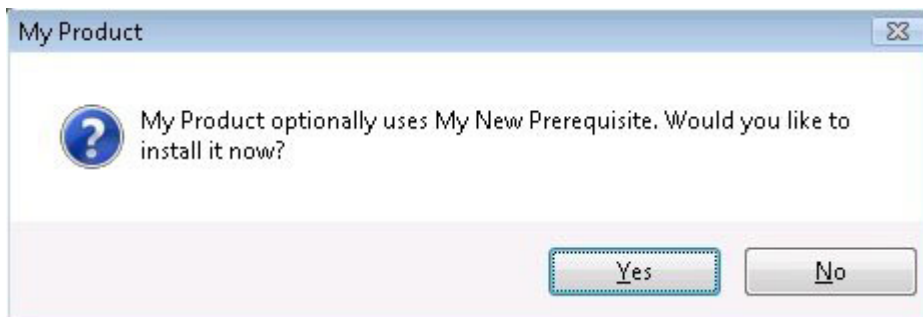 My Product
My Product optionally uses My New Prerequisite. Would you like to
install it now?
Yes
No